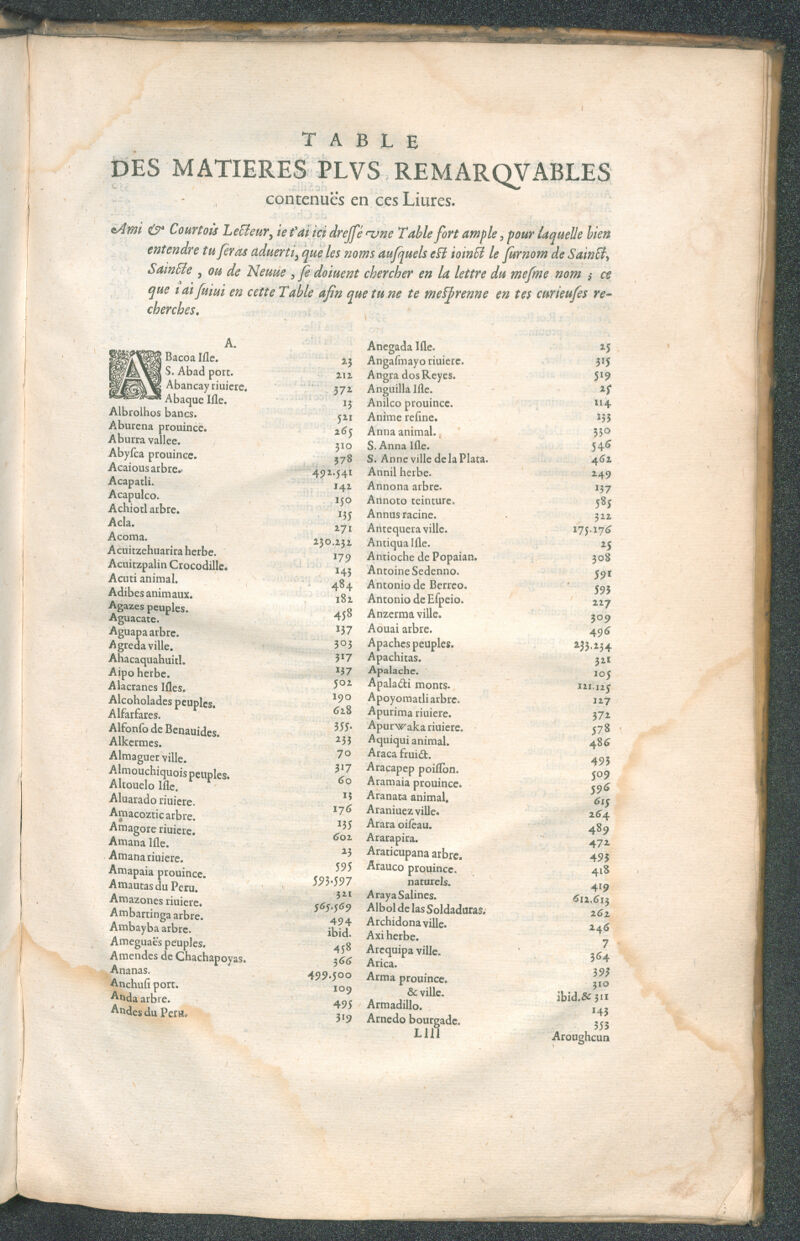 TABLE
DES MATIERES PLVS REMARQVABLES
contenuës en ces Liures.
Ami & Courtois Lecteur, ie t'ai ici dreſſé vne Table fort ample, pour laquelle bien
entendre tu ſeras aduerti, que les noms auſquels eſt ioinct le ſurnom de Sainct,
Saincte, ou de Neuue, ſe doiuent chercher en la lettre du meſme nom ; ce
que i'ai ſuiui en cette Table afin que tu ne te meſprenne en tes curieuſes re-
cherches.
A.
ABacoa Iſle. 23
S. Abad port. 212
Abancay riuiere. 372
Abaque Iſle. 13
Albrolhos bancs. 521
Aburena prouince. 265
Aburra vallee. 310
Abyſca prouince. 378
Acaious arbre. 492.541
Acapatli. 142
Acapulco. 150
Achiotl arbre. 135
Acla. 271
Acoma. 230.232
Acuitzehuarira herbe. 179
Acuitzpalin Crocodille. 143
Acuti animal. 484
Adibes animaux. 182
Agazes peuples. 458
Aguacate. 137
Aguapa arbre. 303
Agreda ville. 317
Ahacaquahuitl. 137
Aipo herbe. 502
Alacranes Iſles. 190
Alcoholades peuples. 628
Alfarfares. 355.
Alfonſo de Benauides. 233
Alkermes. 70
Almaguer ville. 317
Almouchiquois peuples. 60
Altouelo Iſle. 13
Aluarado riuiere. 176
Amacoztic arbre. 135
Amagore riuiere. 602
Amana Iſle. 23
Amana riuiere. 595
Amapaia prouince. 593.597
Amautas du Peru. 321
Amazones riuiere. 565.569
Ambartinga arbre. 494
Ambayba arbre. ibid.
Ameguaës peuples. 458
Amendes de Chachapoyas. 366
Ananas. 499.500
Anchuſi port. 109
Anda arbre. 495
Andes du Peru. 319
Anegada Iſle. 25
Angaſmayo riuiere. 315
Angra dos Reyes. 519
Anguilla Iſle. 25
Anilco prouince. 114
Anime reſine. 133
Anna animal. 330
S. Anna Iſle. 546
S. Anne ville de la Plata. 462
Annil herbe. 249
Annona arbre. 137
Annoto teinture. 585
Annus racine. 322
Antequera ville. 175.176
Antiqua Iſle. 25
Antioche de Popaian. 308
Antoine Sedenno. 591
Antonio de Berreo. 593
Antonio de Eſpeio. 227
Anzerma ville. 309
Aouai arbre. 496
Apaches peuples. 233.234
Apachitas. 321
Apalache. 105
Apalacti monts. 121.125
Apoyomatli arbre. 127
Apurima riuiere. 372
Apurwaka riuiere. 578
Aquiqui animal. 486
Araca fruict. 493
Aracapep poiſſon. 509
Aramaia prouince. 596
Aranata animal. 615
Araniuez ville. 264
Arara oiſeau. 489
Ararapira. 472
Araticupana arbre. 493
Arauco prouince. 418
naturels. 419
Araya Salines. 612.613
Albol de las Soldaduras. 262
Archidona ville. 246
Axi herbe. 7
Arequipa ville. 364
Arica. 393
Arma prouince. 310
& ville. ibid.& 311
Armadillo. 143
Arnedo bourgade. 353
Llll
Aroughcun